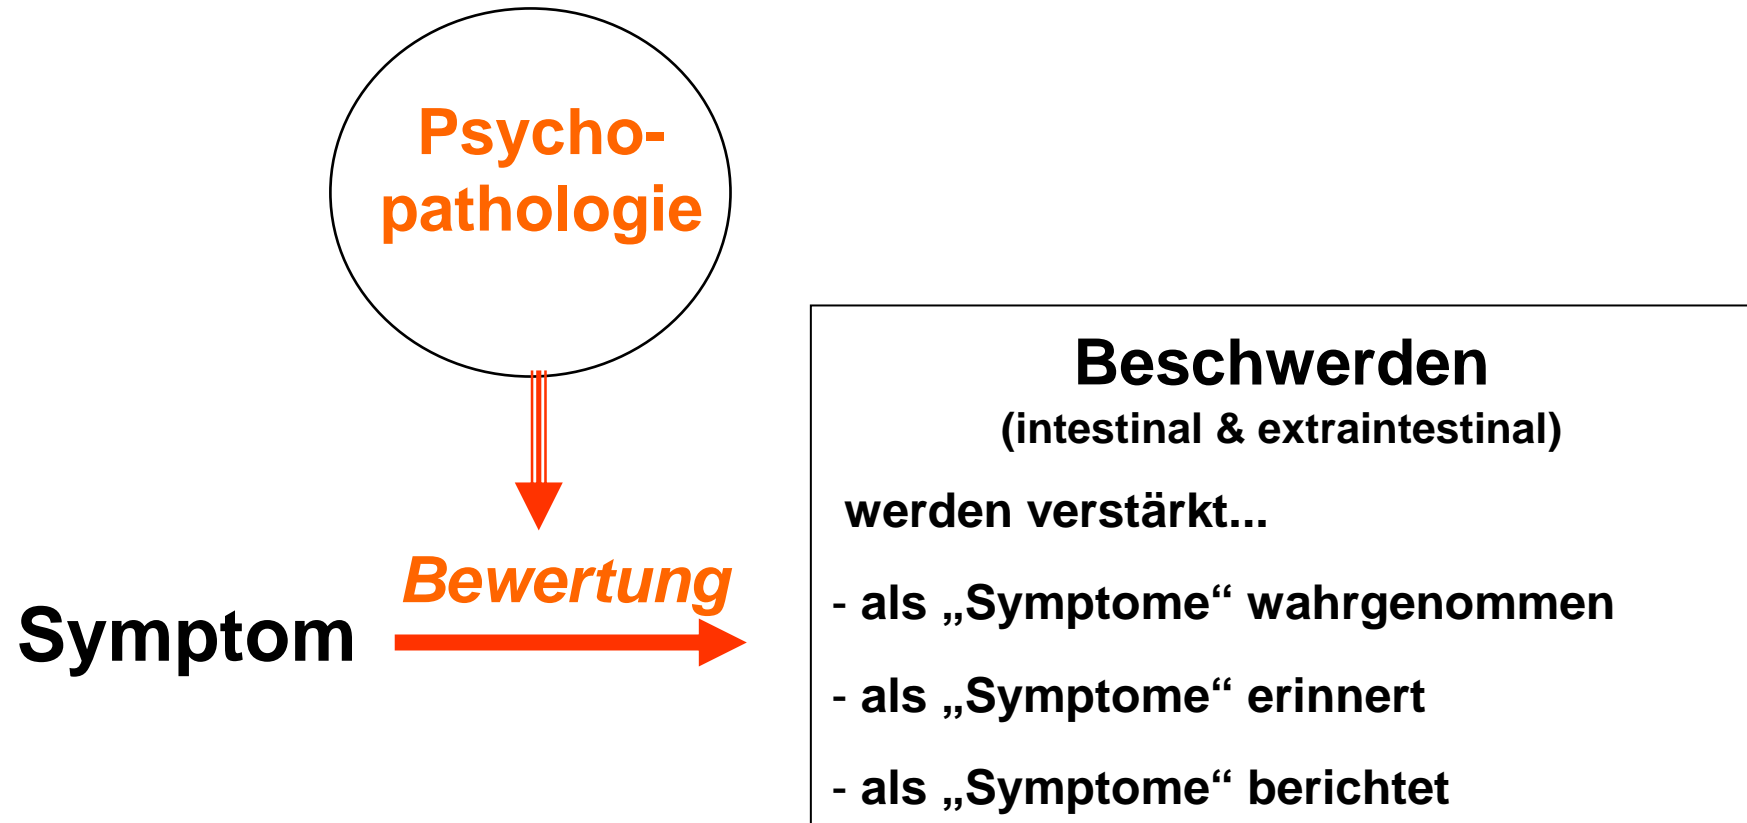 Psycho-
pathologie
Bewertung
Symptom
Beschwerden
(intestinal & extraintestinal)
werden verstärkt...
- als „Symptome“ wahrgenommen
- als „Symptome“ erinnert
- als „Symptome“ berichtet